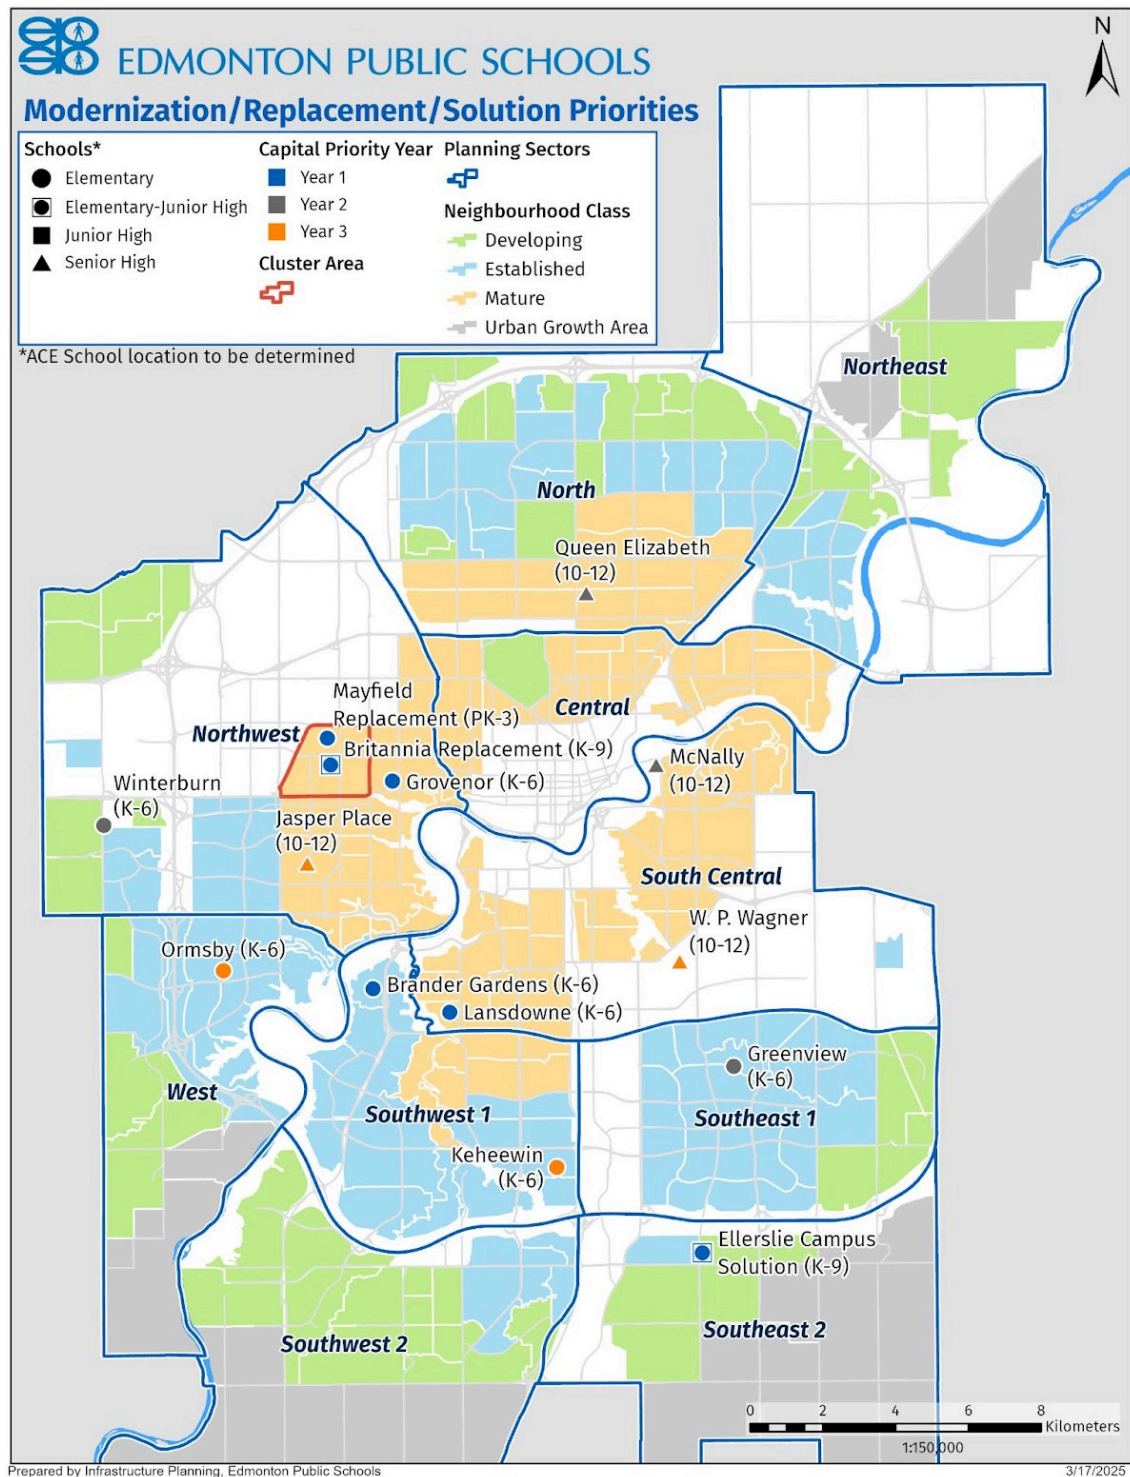 EDMONTON PUBLIC SCHOOLS
Modernization/Replacement/Solution Priorities
N
Schools*
Elementary
Elementary-Junior High
Junior High
Senior High
Capital Priority Year
Year 1
Year 2
Year 3
Cluster Area
Planning Sectors
Neighbourhood Class
Developing
Established
Mature
Urban Growth Area
*ACE School location to be determined
Northeast
North
Queen Elizabeth
(10-12)
Mayfield
Replacement (PK-3)
Central
Northwest
Britannia Replacement (K-9)
McNally
(10-12)
Winterburn
(K-6)
Grovenor (K-6)
Jasper Place
(10-12)
South Central
W. P. Wagner
(10-12)
Ormsby (K-6)
Brander Gardens (K-6)
Lansdowne (K-6)
Greenview
(K-6)
West
Southwest 1
Southeast 1
Keheewin
(K-6)
Ellerslie Campus
Solution (K-9)
Southwest 2
Southeast 2
0 2 4 6 8
Kilometers
1:150,000
Prepared by Infrastructure Planning, Edmonton Public Schools
3/17/2025